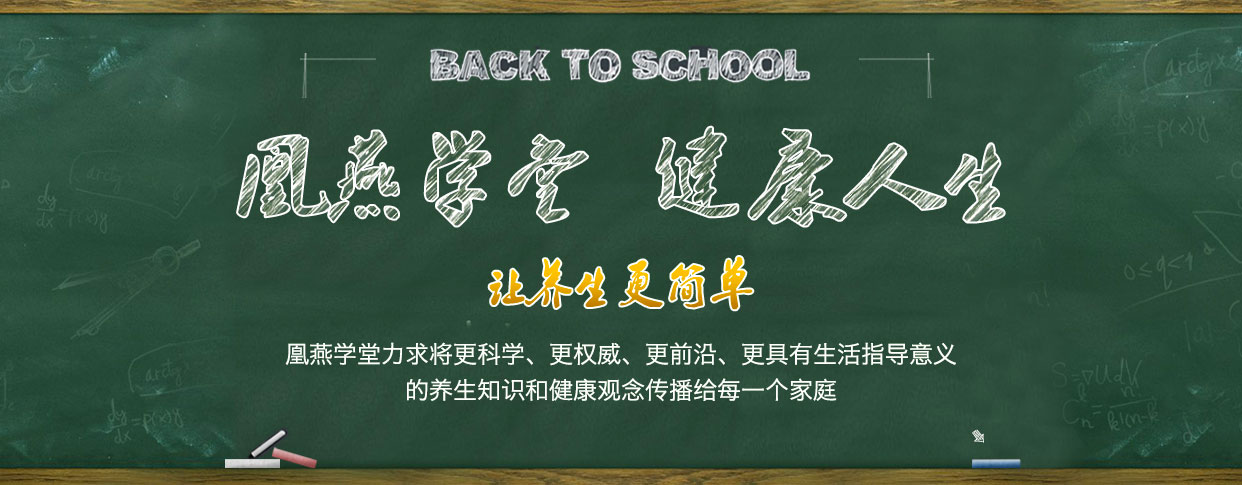 BACK TO SCHOOL
凰燕学堂 健康人生
让养生更简单
凰燕学堂力求将更科学、更权威、更前沿、更具有生活指导意义
的养生知识和健康观念传播给每一个家庭